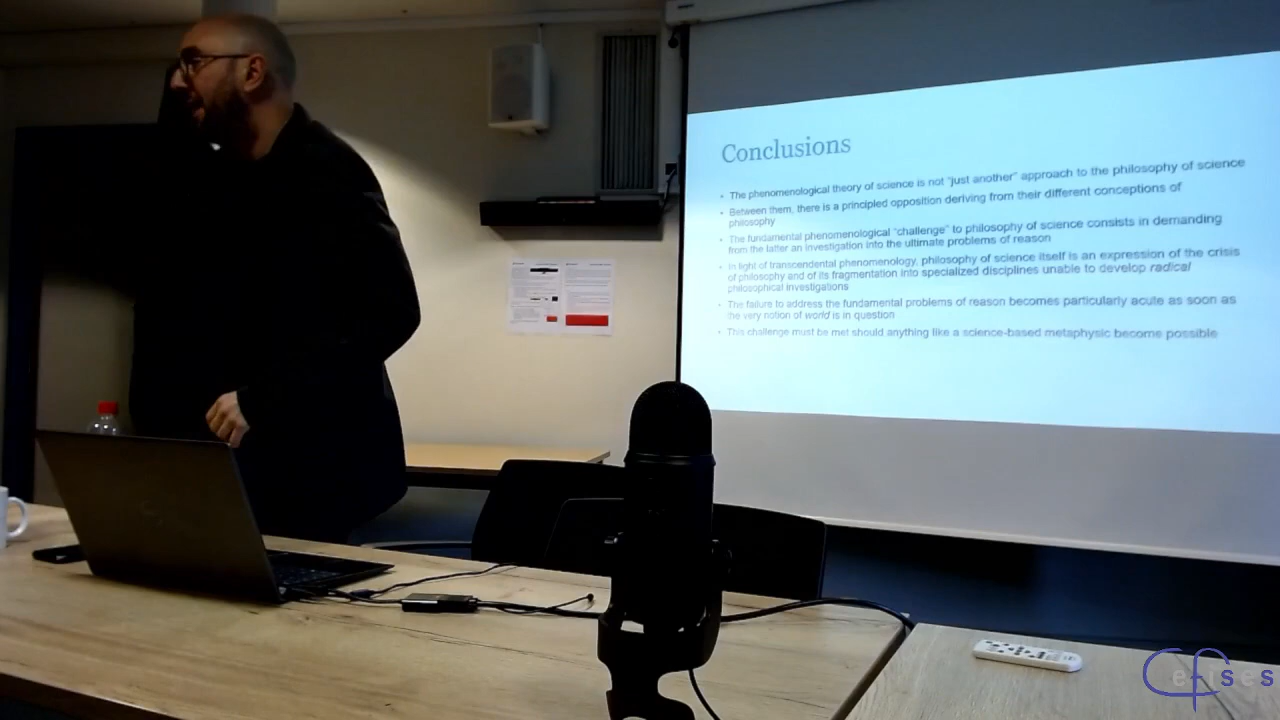 Conclusions
• The phenomenological theory of science is not "just another" approach to the philosophy of science
• Between them, there is a principled opposition deriving from their different conceptions of
philosophy
• The fundamental phenomenological "challenge" to philosophy of science consists in demanding
from the latter an investigation into the ultimate problems of reason
• In light of transcendental phenomenology, philosophy of science itself is an expression of the crisis
of philosophy and of its fragmentation into specialized disciplines unable to develop radical
philosophical investigations
• The failure to address the fundamental problems of reason becomes particularly acute as soon as
the very notion of world is in question
• This challenge must be met should anything like a science-based metaphysic become possible
Cefises